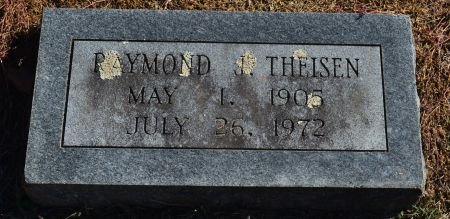 RAYMOND J. THEISEN
MAY 1, 1905
JULY 26, 1972